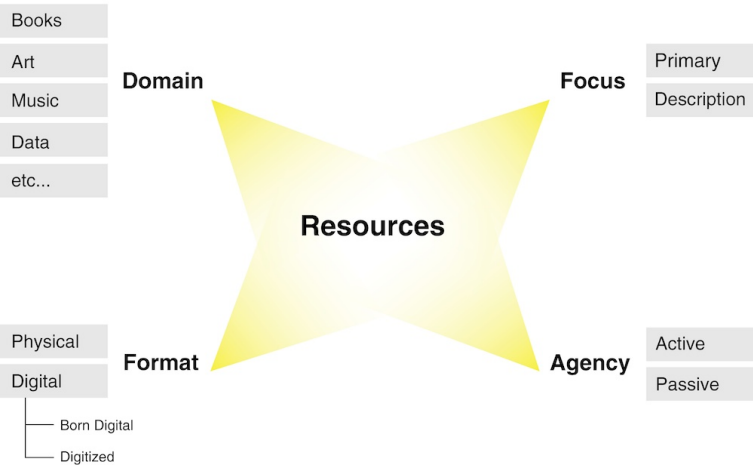 Books
Art
Music
Data
etc...
Domain
Focus
Primary
Description
Resources
Physical
Digital
Born Digital
Digitized
Format
Agency
Active
Passive